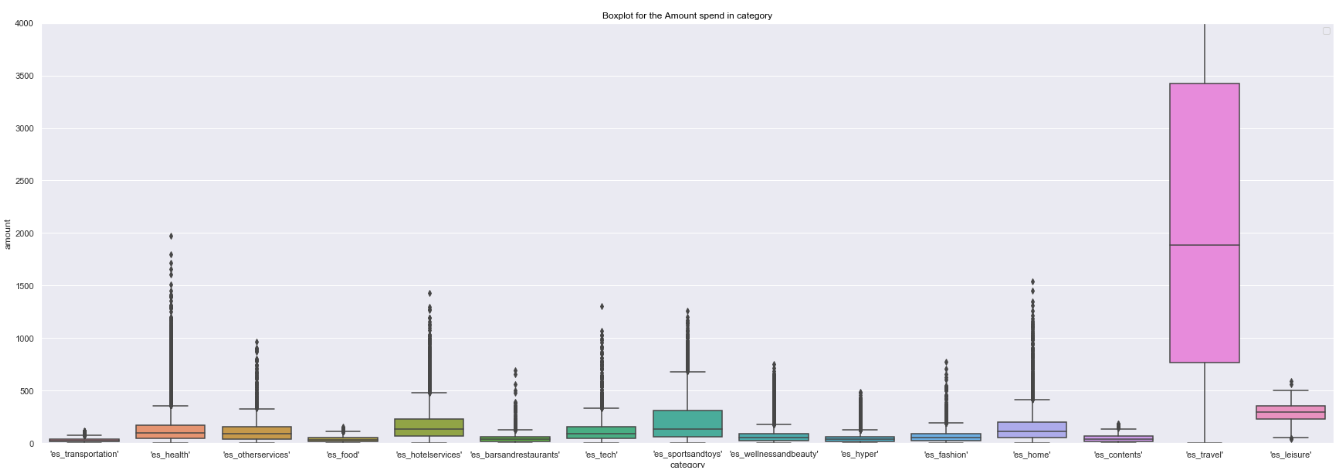 Boxplot for the Amount spend in category
4000
3500
3000
2500
2000
1500
1000
500
0
amount
'es_transportation' 'es_health' 'es_otherservices' 'es_food' 'es_hotelservices' 'es_barsandrestaurants' 'es_tech' 'es_sportsandtoys' 'es_wellnessandbeauty' 'es_hyper' 'es_fashion' 'es_home' 'es_contents' 'es_travel' 'es_leisure'
category